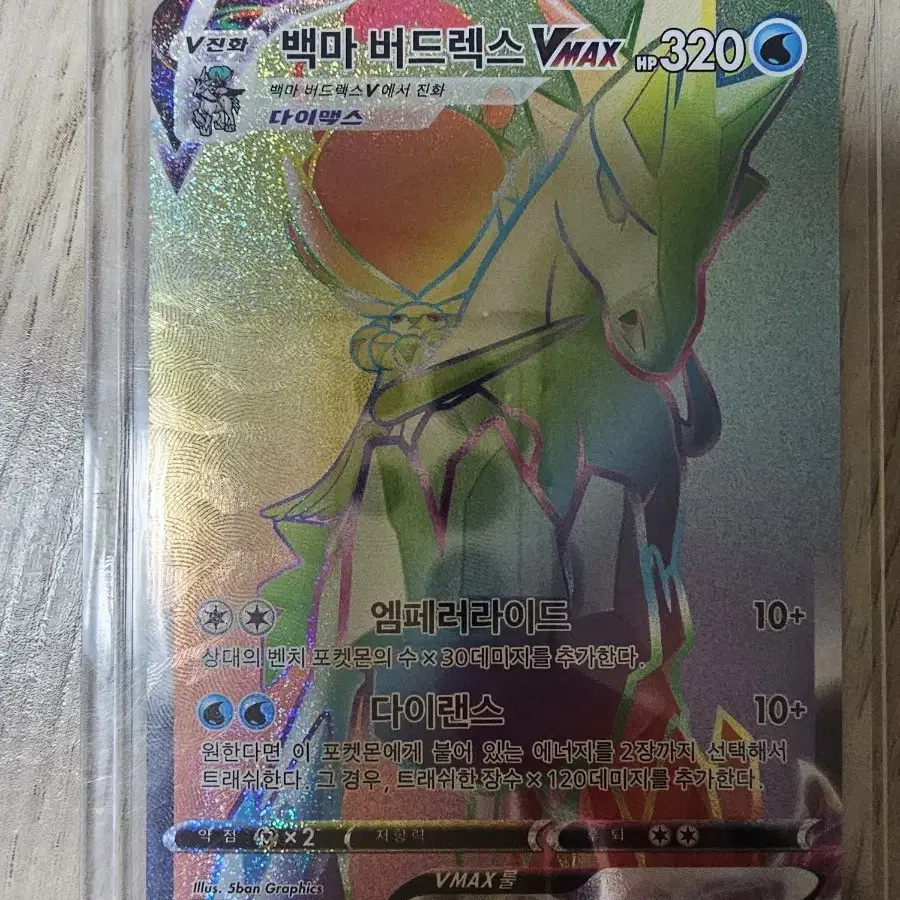 V진화 백마 버드렉스 VMAX HP 320
백마 버드렉스V에서 진화
다이맥스
엠페러라이드 10+
상대의 벤치 포켓몬의 수×30데미지를 추가한다.
다이랜스 10+
원한다면 이 포켓몬에게 붙어 있는 에너지를 2장까지 선택해서
트래쉬한다. 그 경우, 트래쉬한 장수×120데미지를 추가한다.
약점 ×2 저항력 후퇴
Illus. 5ban Graphics
VMAX 룰